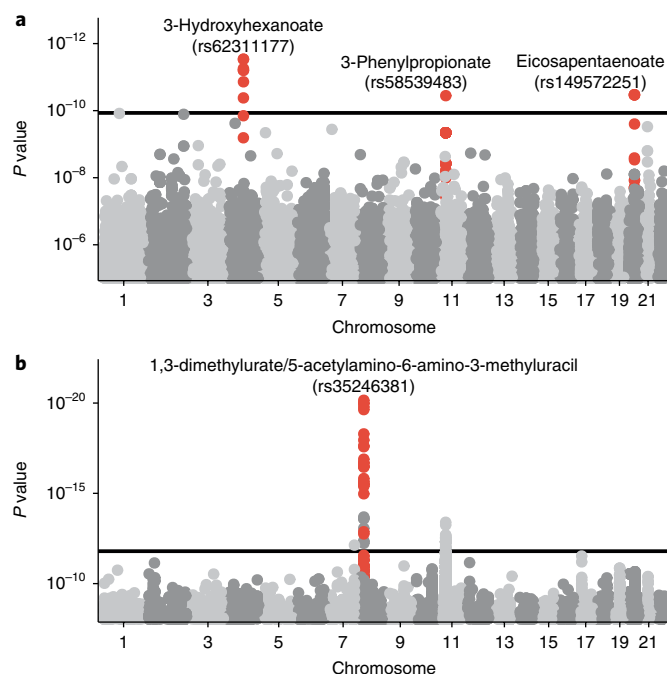 a
3-Hydroxyhexanoate
(rs62311177)
3-Phenylpropionate
(rs58539483)
Eicosapentaenoate
(rs149572251)
10⁻¹²
10⁻¹⁰
10⁻⁸
10⁻⁶
P value
1 3 5 7 9 11 13 15 17 19 21
Chromosome
b
1,3-dimethylurate/5-acetylamino-6-amino-3-methyluracil
(rs35246381)
10⁻²⁰
10⁻¹⁵
10⁻¹⁰
P value
1 3 5 7 9 11 13 15 17 19 21
Chromosome